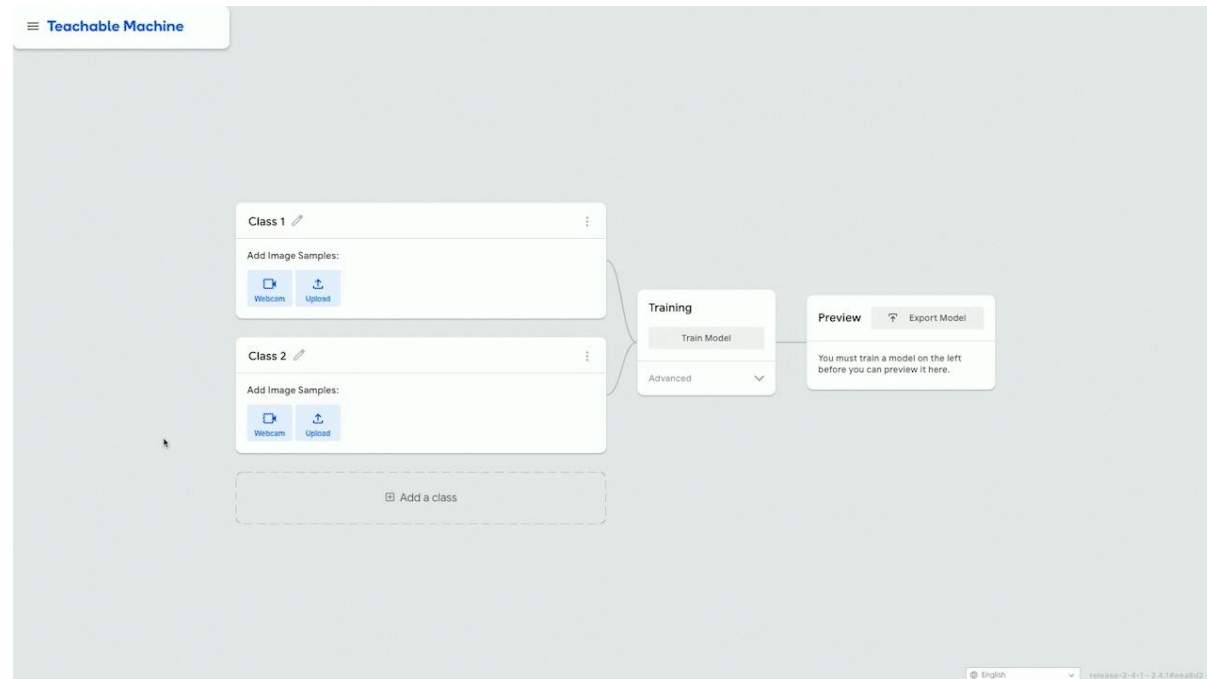 Teachable Machine
Class 1
Add Image Samples:
Webcam
Upload
Class 2
Add Image Samples:
Webcam
Upload
Add a class
Training
Train Model
Advanced
Preview
Export Model
You must train a model on the left
before you can preview it here.
English